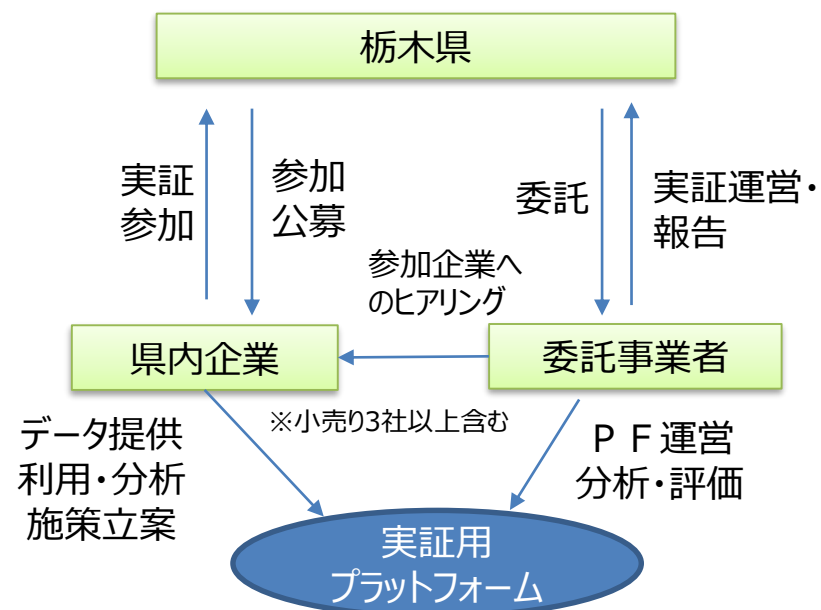 栃木県
実証
参加
参加
公募
委託
実証運営・
報告
参加企業へ
のヒアリング
県内企業
委託事業者
※小売り3社以上含む
データ提供
利用・分析
施策立案
ＰＦ運営
分析・評価
実証用
プラットフォーム